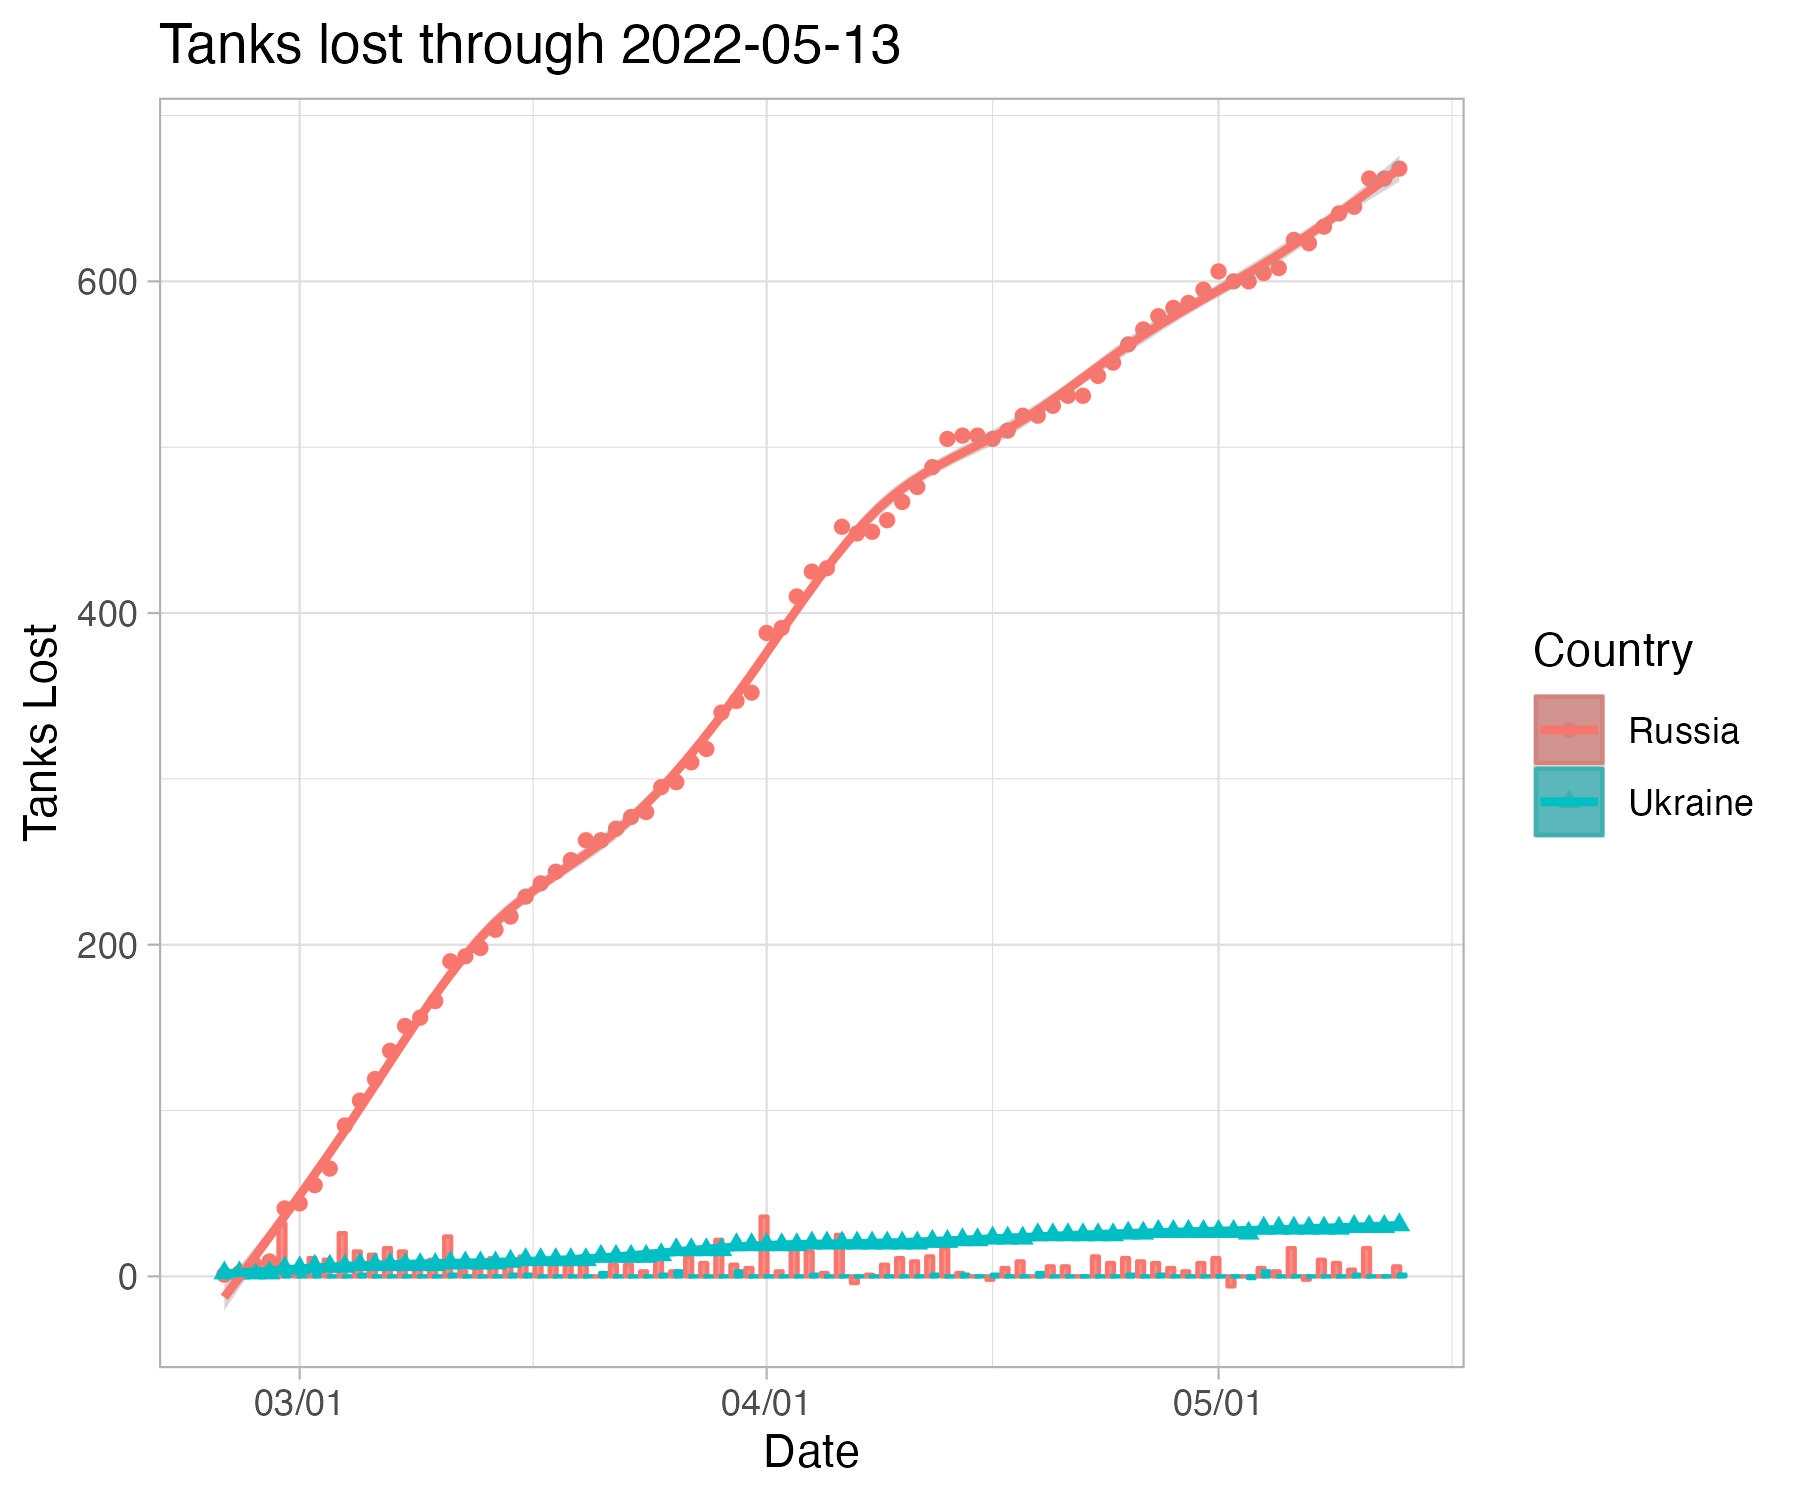 Tanks lost through 2022-05-13
Tanks Lost
600
400
200
0
03/01
04/01
05/01
Date
Country
Russia
Ukraine